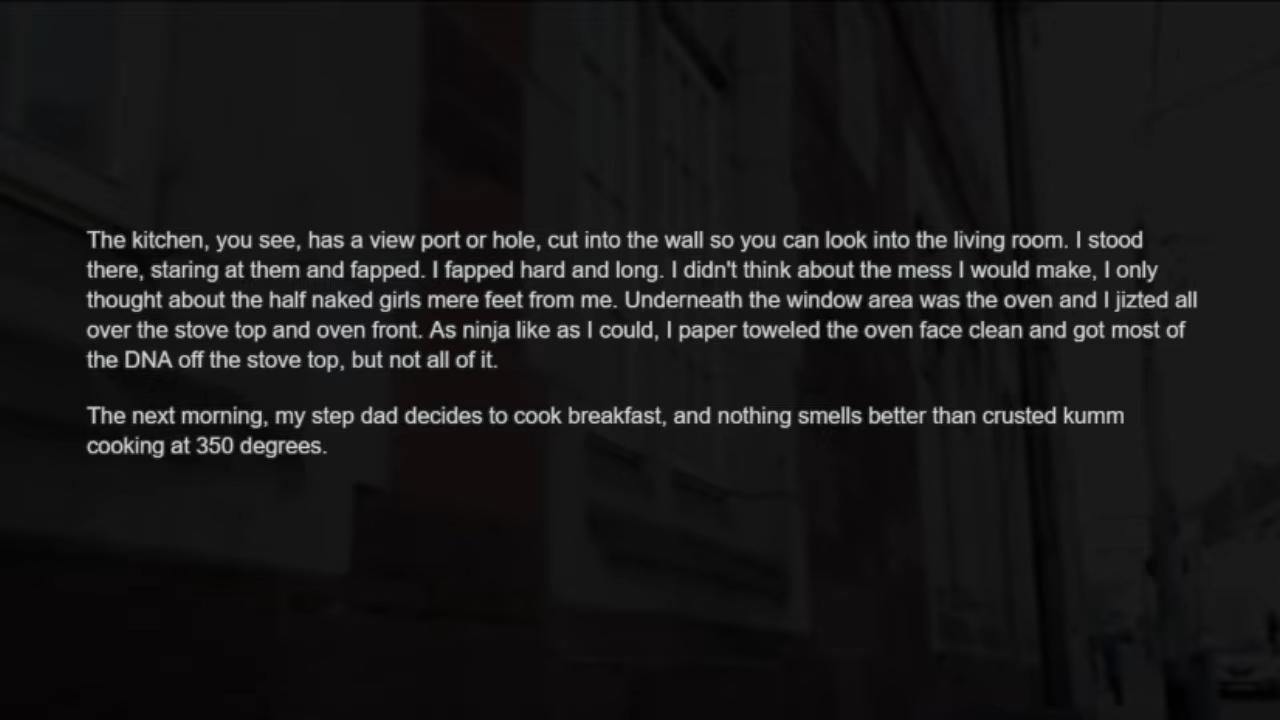 The kitchen, you see, has a view port or hole, cut into the wall so you can look into the living room. I stood
there, staring at them and fapped. I fapped hard and long. I didn't think about the mess I would make, I only
thought about the half naked girls mere feet from me. Underneath the window area was the oven and I jizted all
over the stove top and oven front. As ninja like as I could, I paper toweled the oven face clean and got most of
the DNA off the stove top, but not all of it.
The next morning, my step dad decides to cook breakfast, and nothing smells better than crusted kumm
cooking at 350 degrees.